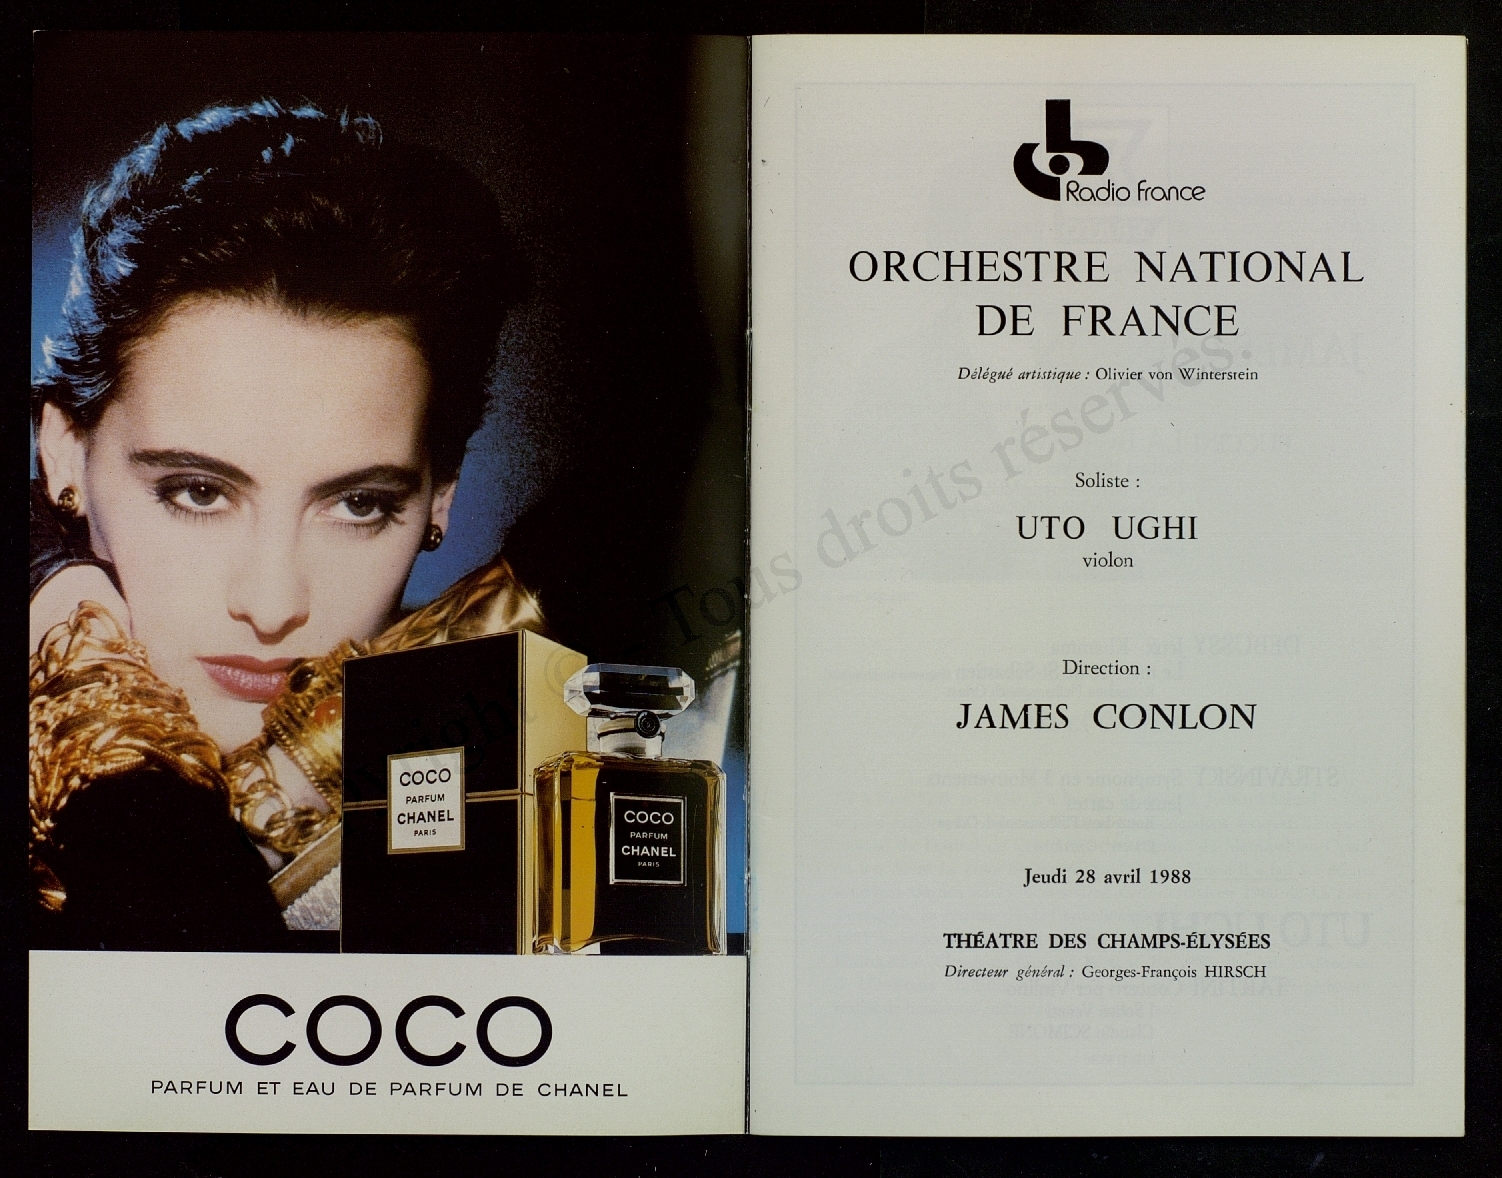 COCO
PARFUM
CHANEL
PARIS
COCO
PARFUM
CHANEL
PARIS
COCO
PARFUM ET EAU DE PARFUM DE CHANEL
Radio france
ORCHESTRE NATIONAL
DE FRANCE
Délégué artistique : Olivier von Winterstein
Soliste :
UTO UGHI
violon
Direction :
JAMES CONLON
Jeudi 28 avril 1988
THÉATRE DES CHAMPS-ÉLYSÉES
Directeur général : Georges-François HIRSCH
Tous droits réservés.